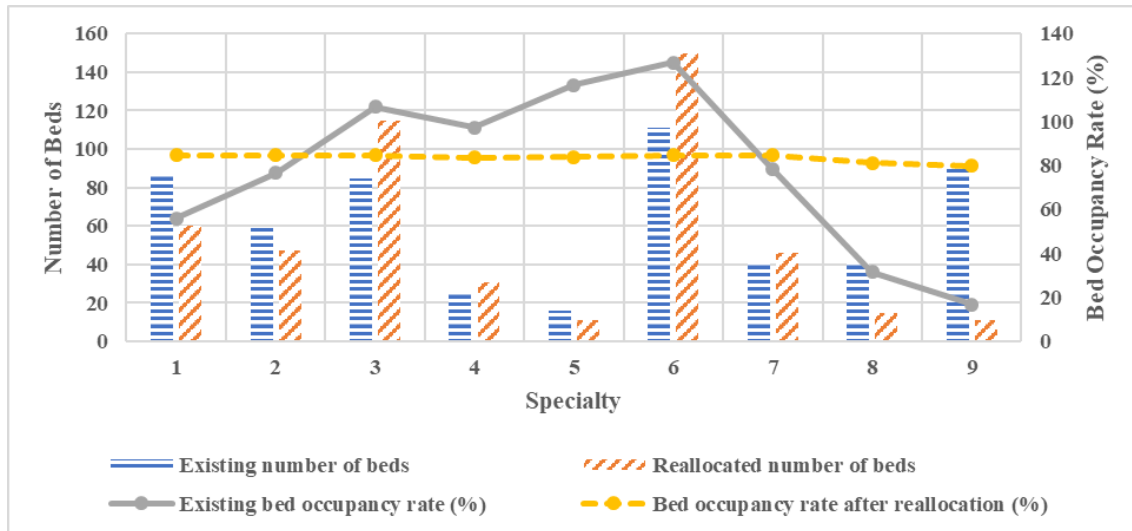 160
140
120
100
80
60
40
20
0
Number of Beds
140
120
100
80
60
40
20
0
Bed Occupancy Rate (%)
1 2 3 4 5 6 7 8 9
Specialty
Existing number of beds
Reallocated number of beds
Existing bed occupancy rate (%)
Bed occupancy rate after reallocation (%)